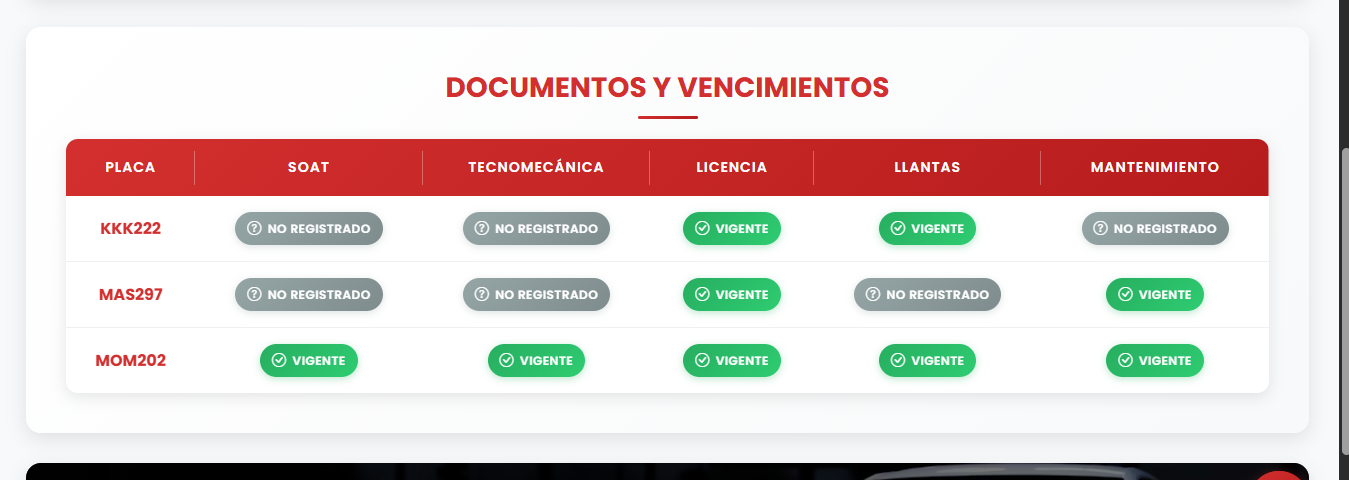 DOCUMENTOS Y VENCIMIENTOS
PLACA SOAT TECNOMECÁNICA LICENCIA LLANTAS MANTENIMIENTO
KKK222 NO REGISTRADO NO REGISTRADO VIGENTE VIGENTE NO REGISTRADO
MAS297 NO REGISTRADO NO REGISTRADO VIGENTE NO REGISTRADO VIGENTE
MOM202 VIGENTE VIGENTE VIGENTE VIGENTE VIGENTE